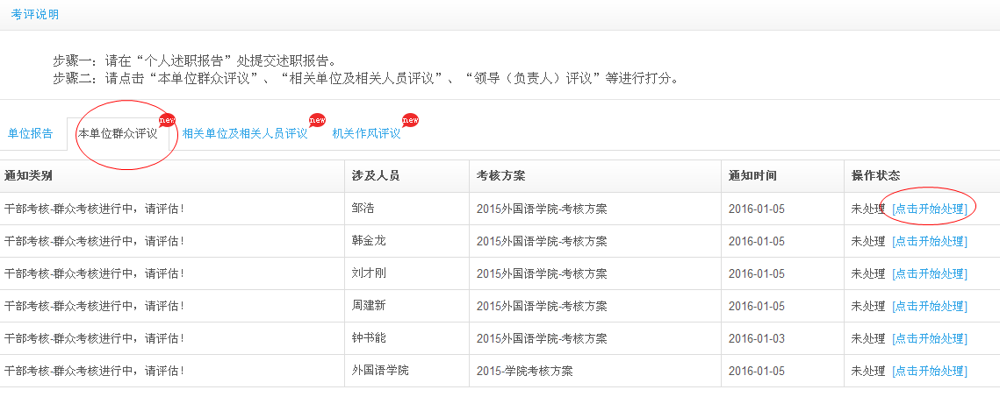 考评说明
步骤一：请在“个人述职报告”处提交述职报告。
步骤二：请点击“本单位群众评议”、“相关单位及相关人员评议”、“领导（负责人）评议”等进行打分。
单位报告 本单位群众评议 new 相关单位及相关人员评议 new 机关作风评议 new
通知类别 涉及人员 考核方案 通知时间 操作状态
干部考核-群众考核进行中，请评估！ 邹浩 2015外国语学院-考核方案 2016-01-05 未处理 [点击开始处理]
干部考核-群众考核进行中，请评估！ 韩金龙 2015外国语学院-考核方案 2016-01-05 未处理 [点击开始处理]
干部考核-群众考核进行中，请评估！ 刘才刚 2015外国语学院-考核方案 2016-01-05 未处理 [点击开始处理]
干部考核-群众考核进行中，请评估！ 周建新 2015外国语学院-考核方案 2016-01-05 未处理 [点击开始处理]
干部考核-群众考核进行中，请评估！ 钟书能 2015外国语学院-考核方案 2016-01-03 未处理 [点击开始处理]
干部考核-群众考核进行中，请评估！ 外国语学院 2015-学院考核方案 2016-01-05 未处理 [点击开始处理]